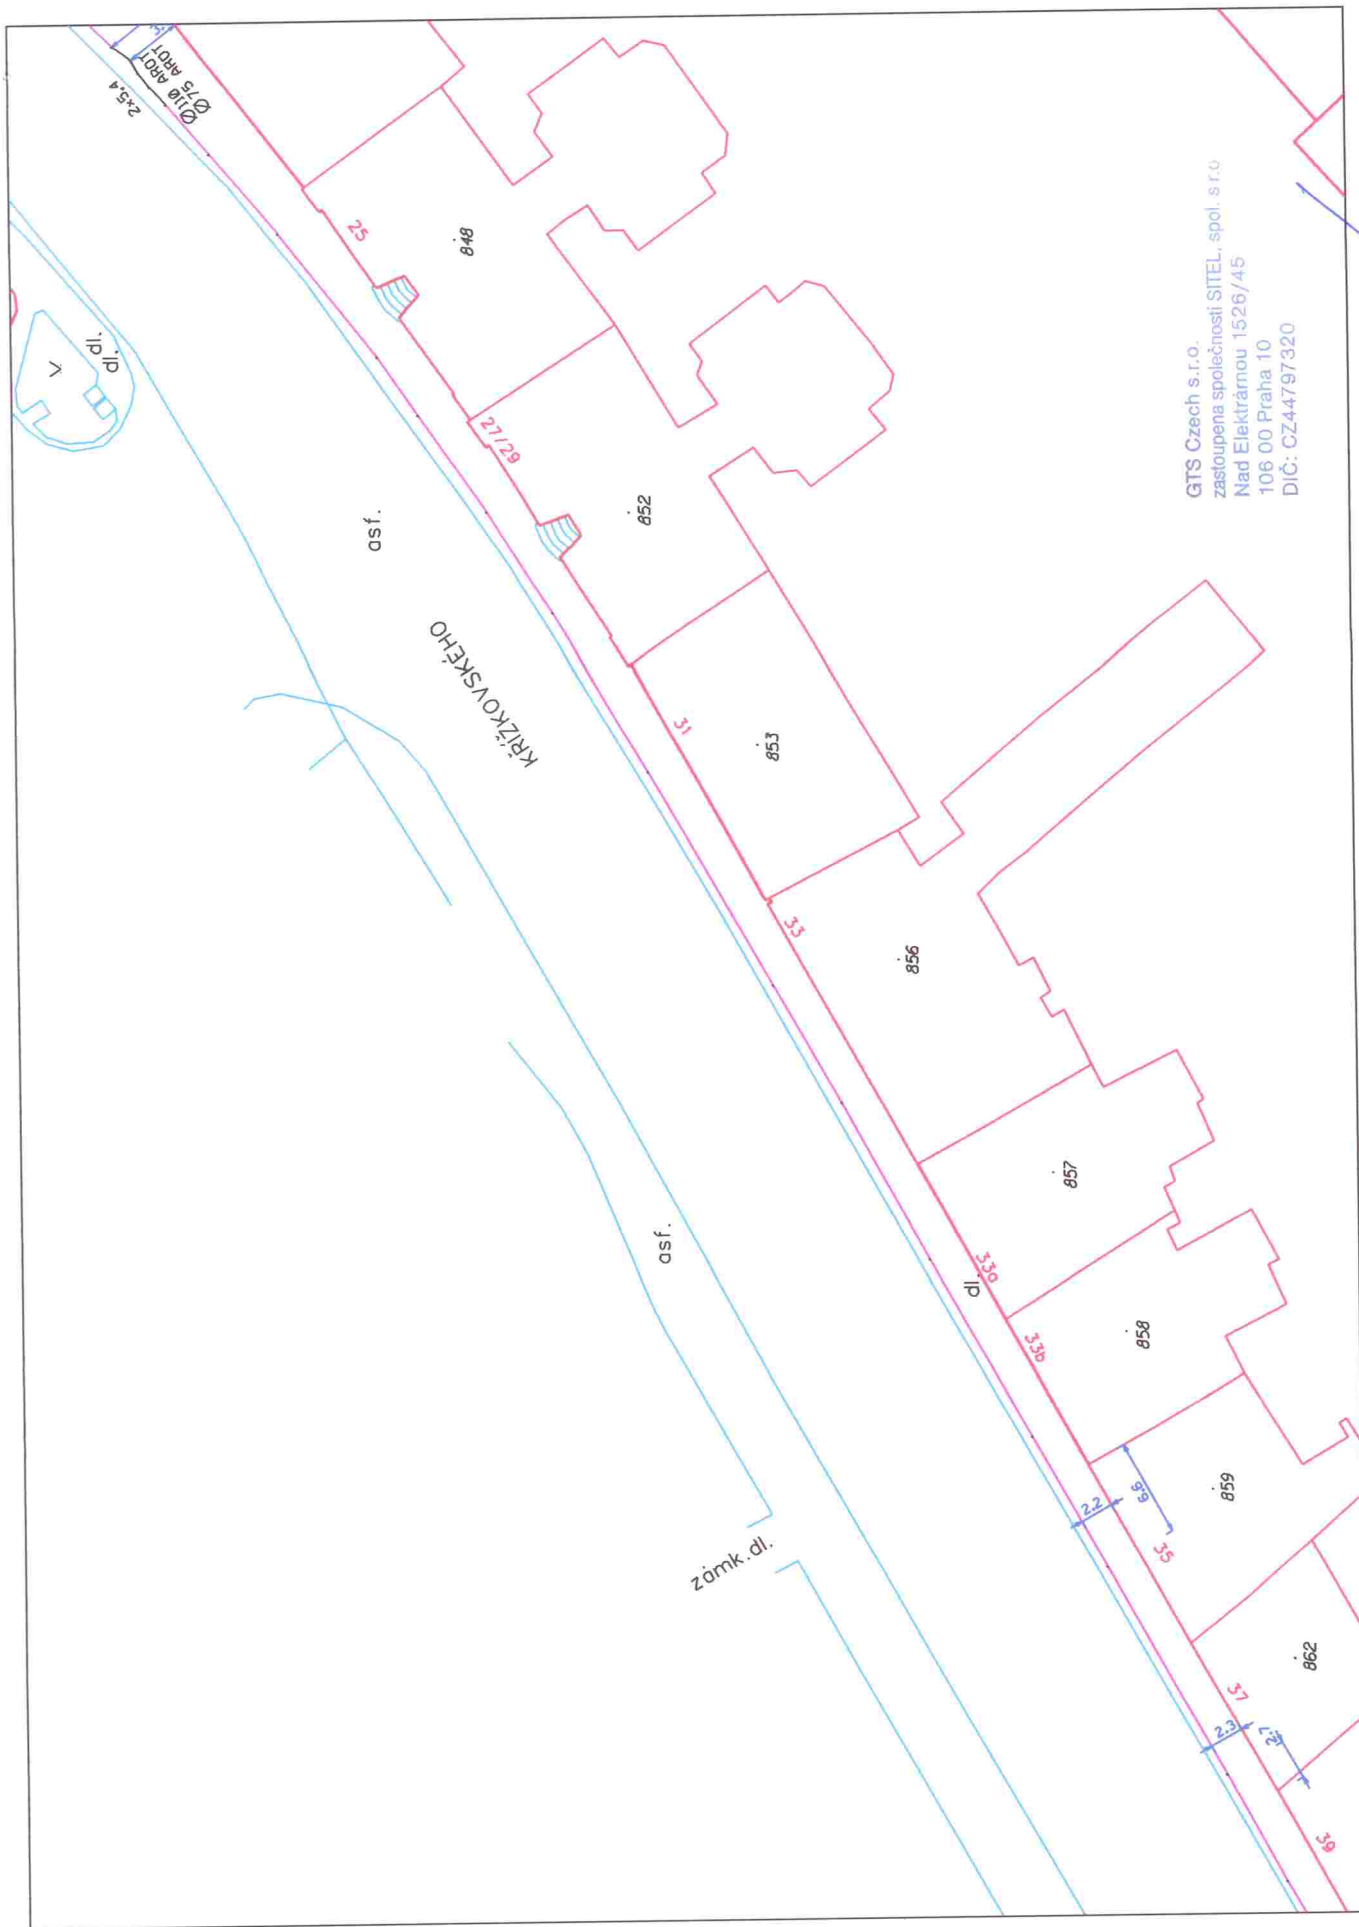 2x5,4
Ø110 AROT
Ø75 AROT
25
848
V
dl.
dl.
27/29
852
asf.
KŘÍŽKOVSKÉHO
31
853
33
856
857
asf.
33a
dl.
33b
858
2.2
6.6
859
35
zámk.dl.
862
37
2.3
2.7
39
GTS Czech s.r.o.
zastoupena společností SITEL, spol. s r.o
Nad Elektrárnou 1526/45
106 00 Praha 10
DIČ: CZ44797320